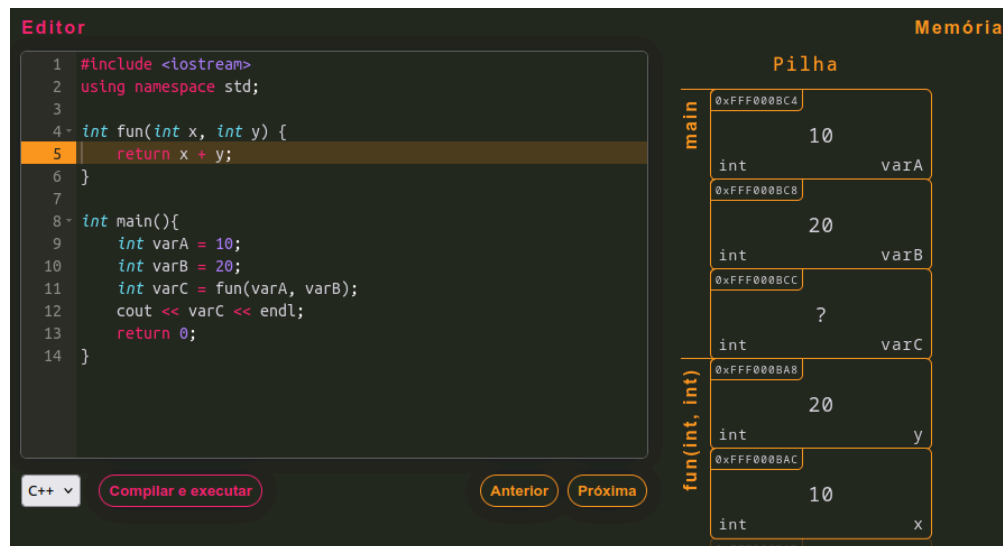 Editor
Memória
1 #include <iostream>
2 using namespace std;
3
4 int fun(int x, int y) {
5 return x + y;
6 }
7
8 int main(){
9 int varA = 10;
10 int varB = 20;
11 int varC = fun(varA, varB);
12 cout << varC << endl;
13 return 0;
14 }
C++
Compilar e executar
Anterior
Próxima
Pilha
main
0xFFF000BC4
10
int varA
0xFFF000BC8
20
int varB
0xFFF000BCC
?
int varC
fun(int, int)
0xFFF000BA8
20
int y
0xFFF000BAC
10
int x